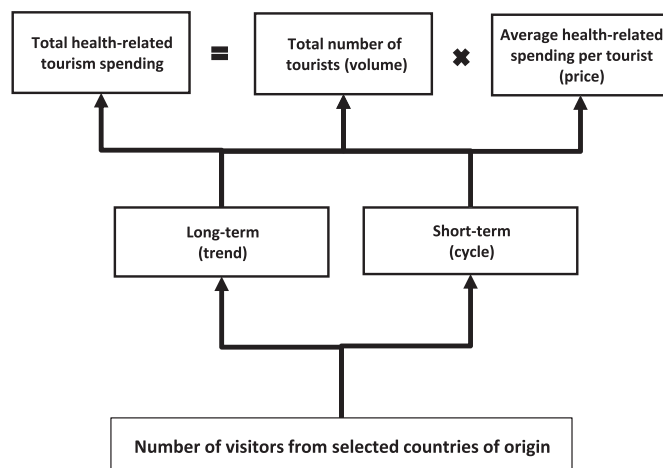 Total health-related
tourism spending
=
Total number of
tourists (volume)
×
Average health-related
spending per tourist
(price)
Long-term
(trend)
Short-term
(cycle)
Number of visitors from selected countries of origin